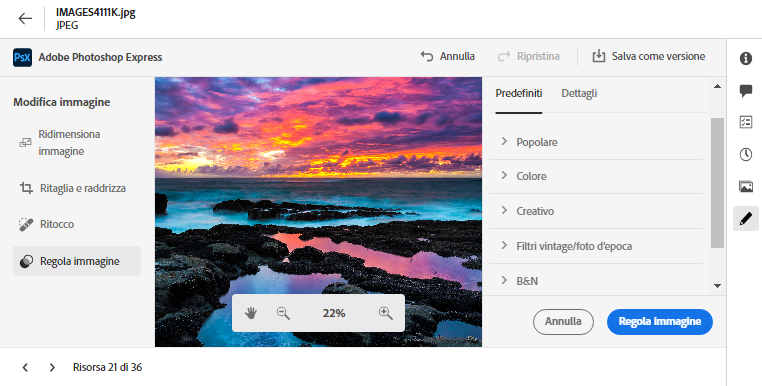 IMAGES4111K.jpg
JPEG
PsX Adobe Photoshop Express
Annulla
Ripristina
Salva come versione
Modifica immagine
Ridimensiona
immagine
Ritaglia e raddrizza
Ritocco
Regola immagine
22%
Predefiniti
Dettagli
Popolare
Colore
Creativo
Filtri vintage/foto d'epoca
B&N
Annulla
Regola immagine
Risorsa 21 di 36